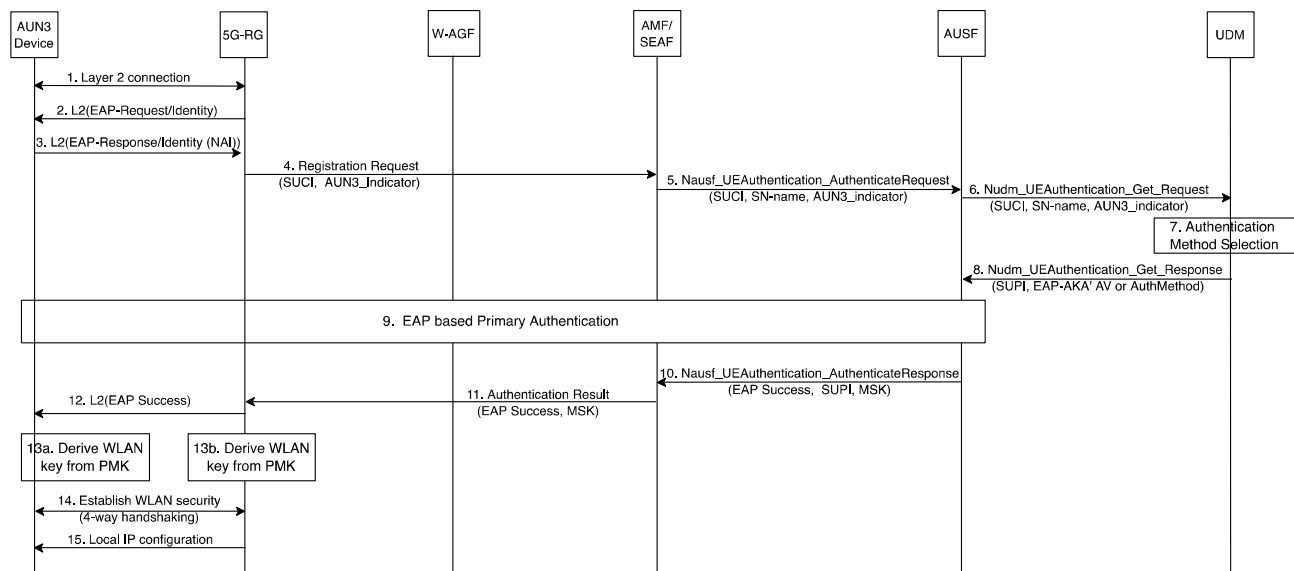 AUN3
Device
5G-RG
W-AGF
AMF/
SEAF
AUSF
UDM
1. Layer 2 connection
2. L2(EAP-Request/Identity)
3. L2(EAP-Response/Identity (NAI))
4. Registration Request
(SUCI, AUN3_Indicator)
5. Nausf_UEAuthentication_AuthenticateRequest
(SUCI, SN-name, AUN3_indicator)
6. Nudm_UEAuthentication_Get_Request
(SUCI, SN-name, AUN3_indicator)
7. Authentication
Method Selection
8. Nudm_UEAuthentication_Get_Response
(SUPI, EAP-AKA' AV or AuthMethod)
9. EAP based Primary Authentication
10. Nausf_UEAuthentication_AuthenticateResponse
(EAP Success, SUPI, MSK)
11. Authentication Result
(EAP Success, MSK)
12. L2(EAP Success)
13a. Derive WLAN
key from PMK
13b. Derive WLAN
key from PMK
14. Establish WLAN security
(4-way handshaking)
15. Local IP configuration